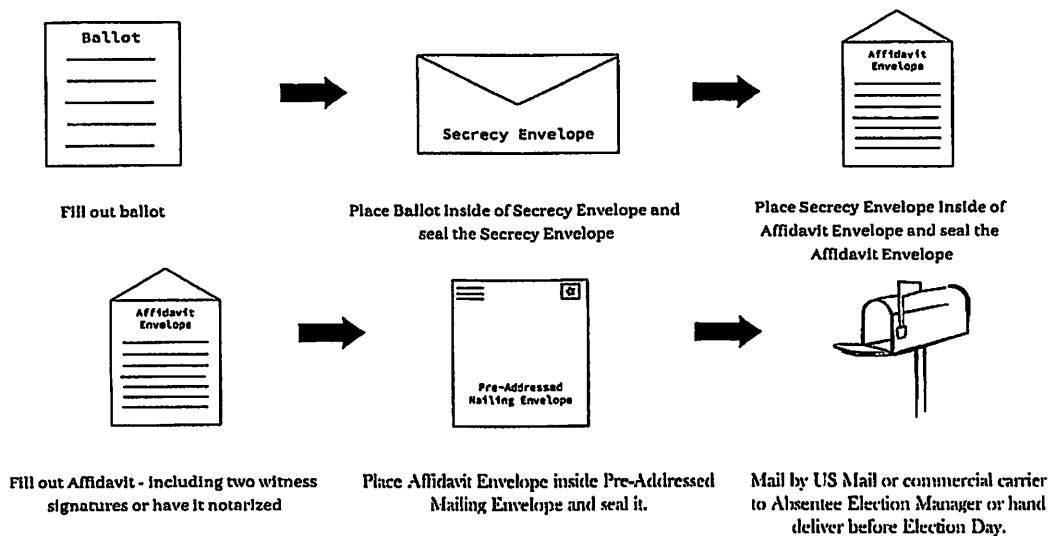 Ballot
Secrecy Envelope
Affidavit
Envelope
Fill out ballot
Place Ballot Inside of Secrecy Envelope and
seal the Secrecy Envelope
Place Secrecy Envelope Inside of
Affidavit Envelope and seal the
Affidavit Envelope
Affidavit
Envelope
Pre-Addressed
Mailing Envelope
Fill out Affidavit - including two witness
signatures or have it notarized
Place Affidavit Envelope inside Pre-Addressed
Mailing Envelope and seal it.
Mail by US Mail or commercial carrier
to Absentee Election Manager or hand
deliver before Election Day.